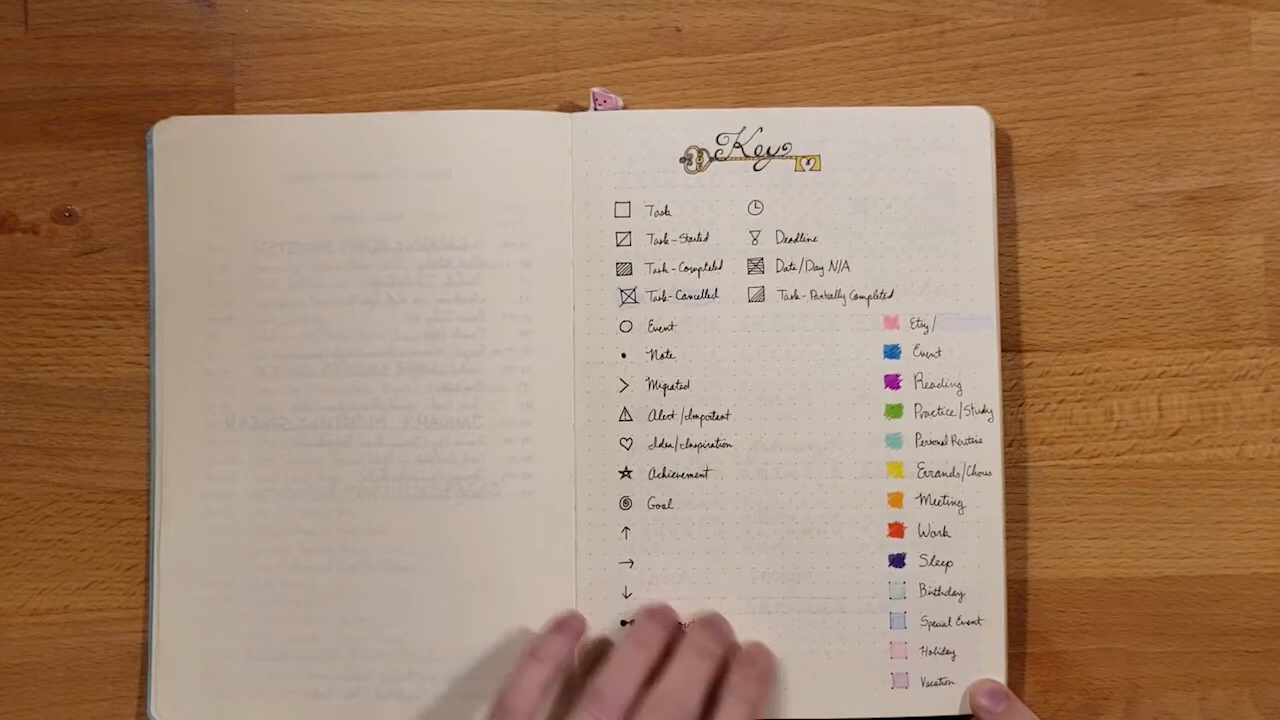 Key
Task
Task-Started
Deadline
Task-Completed
Date/Day N/A
Task-Cancelled
Task-Partially Completed
Event
Note
Migrated
Alert/Important
Idea/Inspiration
Achievement
Goal
Event
Reading
Practice/Study
Personal Routine
Errands/Chores
Meeting
Work
Sleep
Birthday
Special Event
Holiday
Vacation